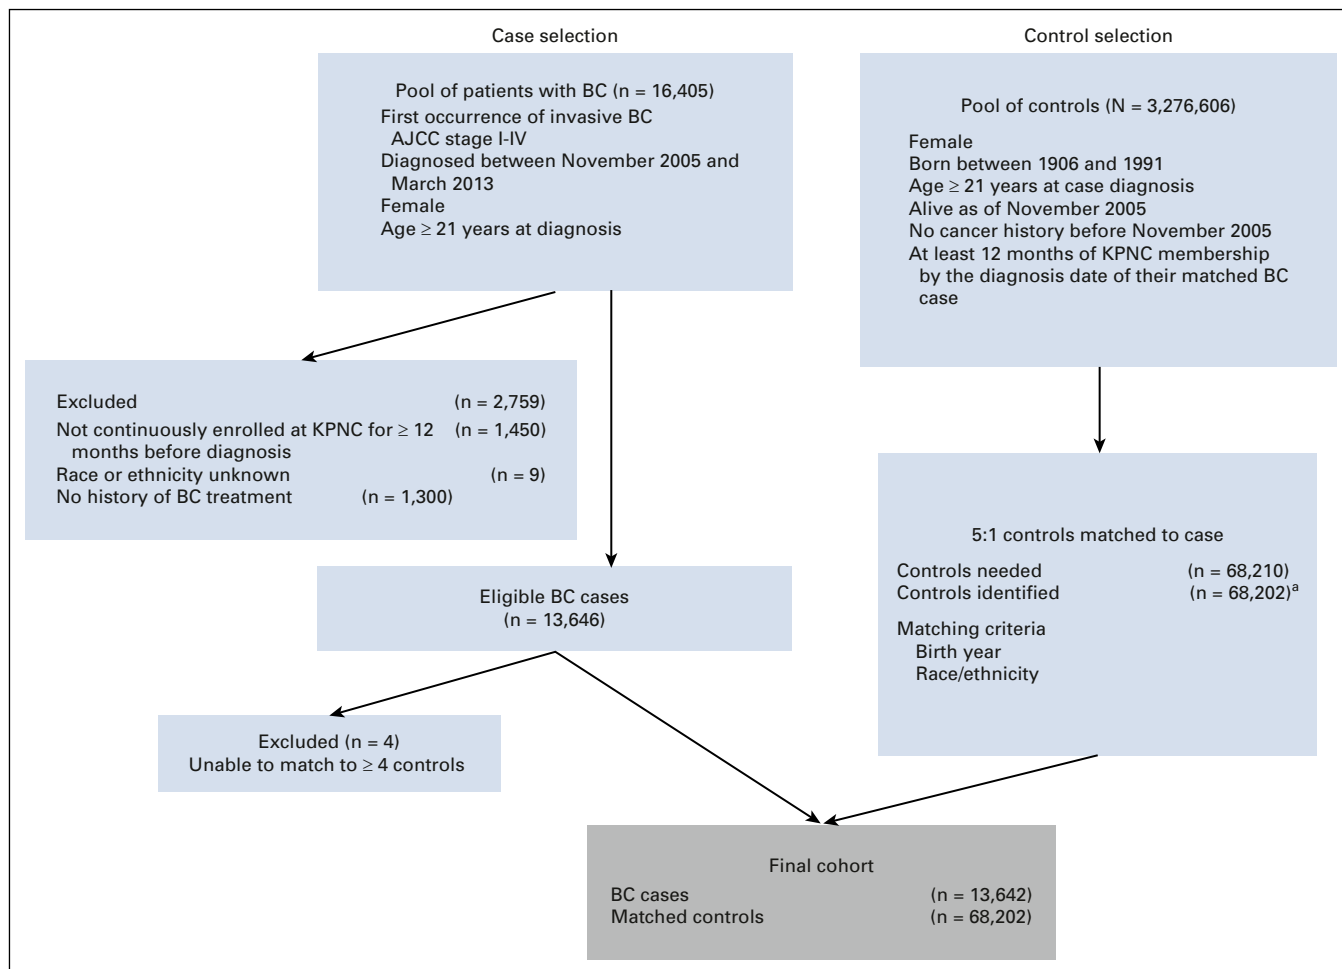 Case selection
Pool of patients with BC (n = 16,405)
First occurrence of invasive BC
AJCC stage I-IV
Diagnosed between November 2005 and
March 2013
Female
Age ≥ 21 years at diagnosis
Control selection
Pool of controls (N = 3,276,606)
Female
Born between 1906 and 1991
Age ≥ 21 years at case diagnosis
Alive as of November 2005
No cancer history before November 2005
At least 12 months of KPNC membership
by the diagnosis date of their matched BC
case
Excluded (n = 2,759)
Not continuously enrolled at KPNC for ≥ 12 (n = 1,450)
months before diagnosis
Race or ethnicity unknown (n = 9)
No history of BC treatment (n = 1,300)
Eligible BC cases
(n = 13,646)
5:1 controls matched to case
Controls needed (n = 68,210)
Controls identified (n = 68,202)a
Matching criteria
Birth year
Race/ethnicity
Excluded (n = 4)
Unable to match to ≥ 4 controls
Final cohort
BC cases (n = 13,642)
Matched controls (n = 68,202)